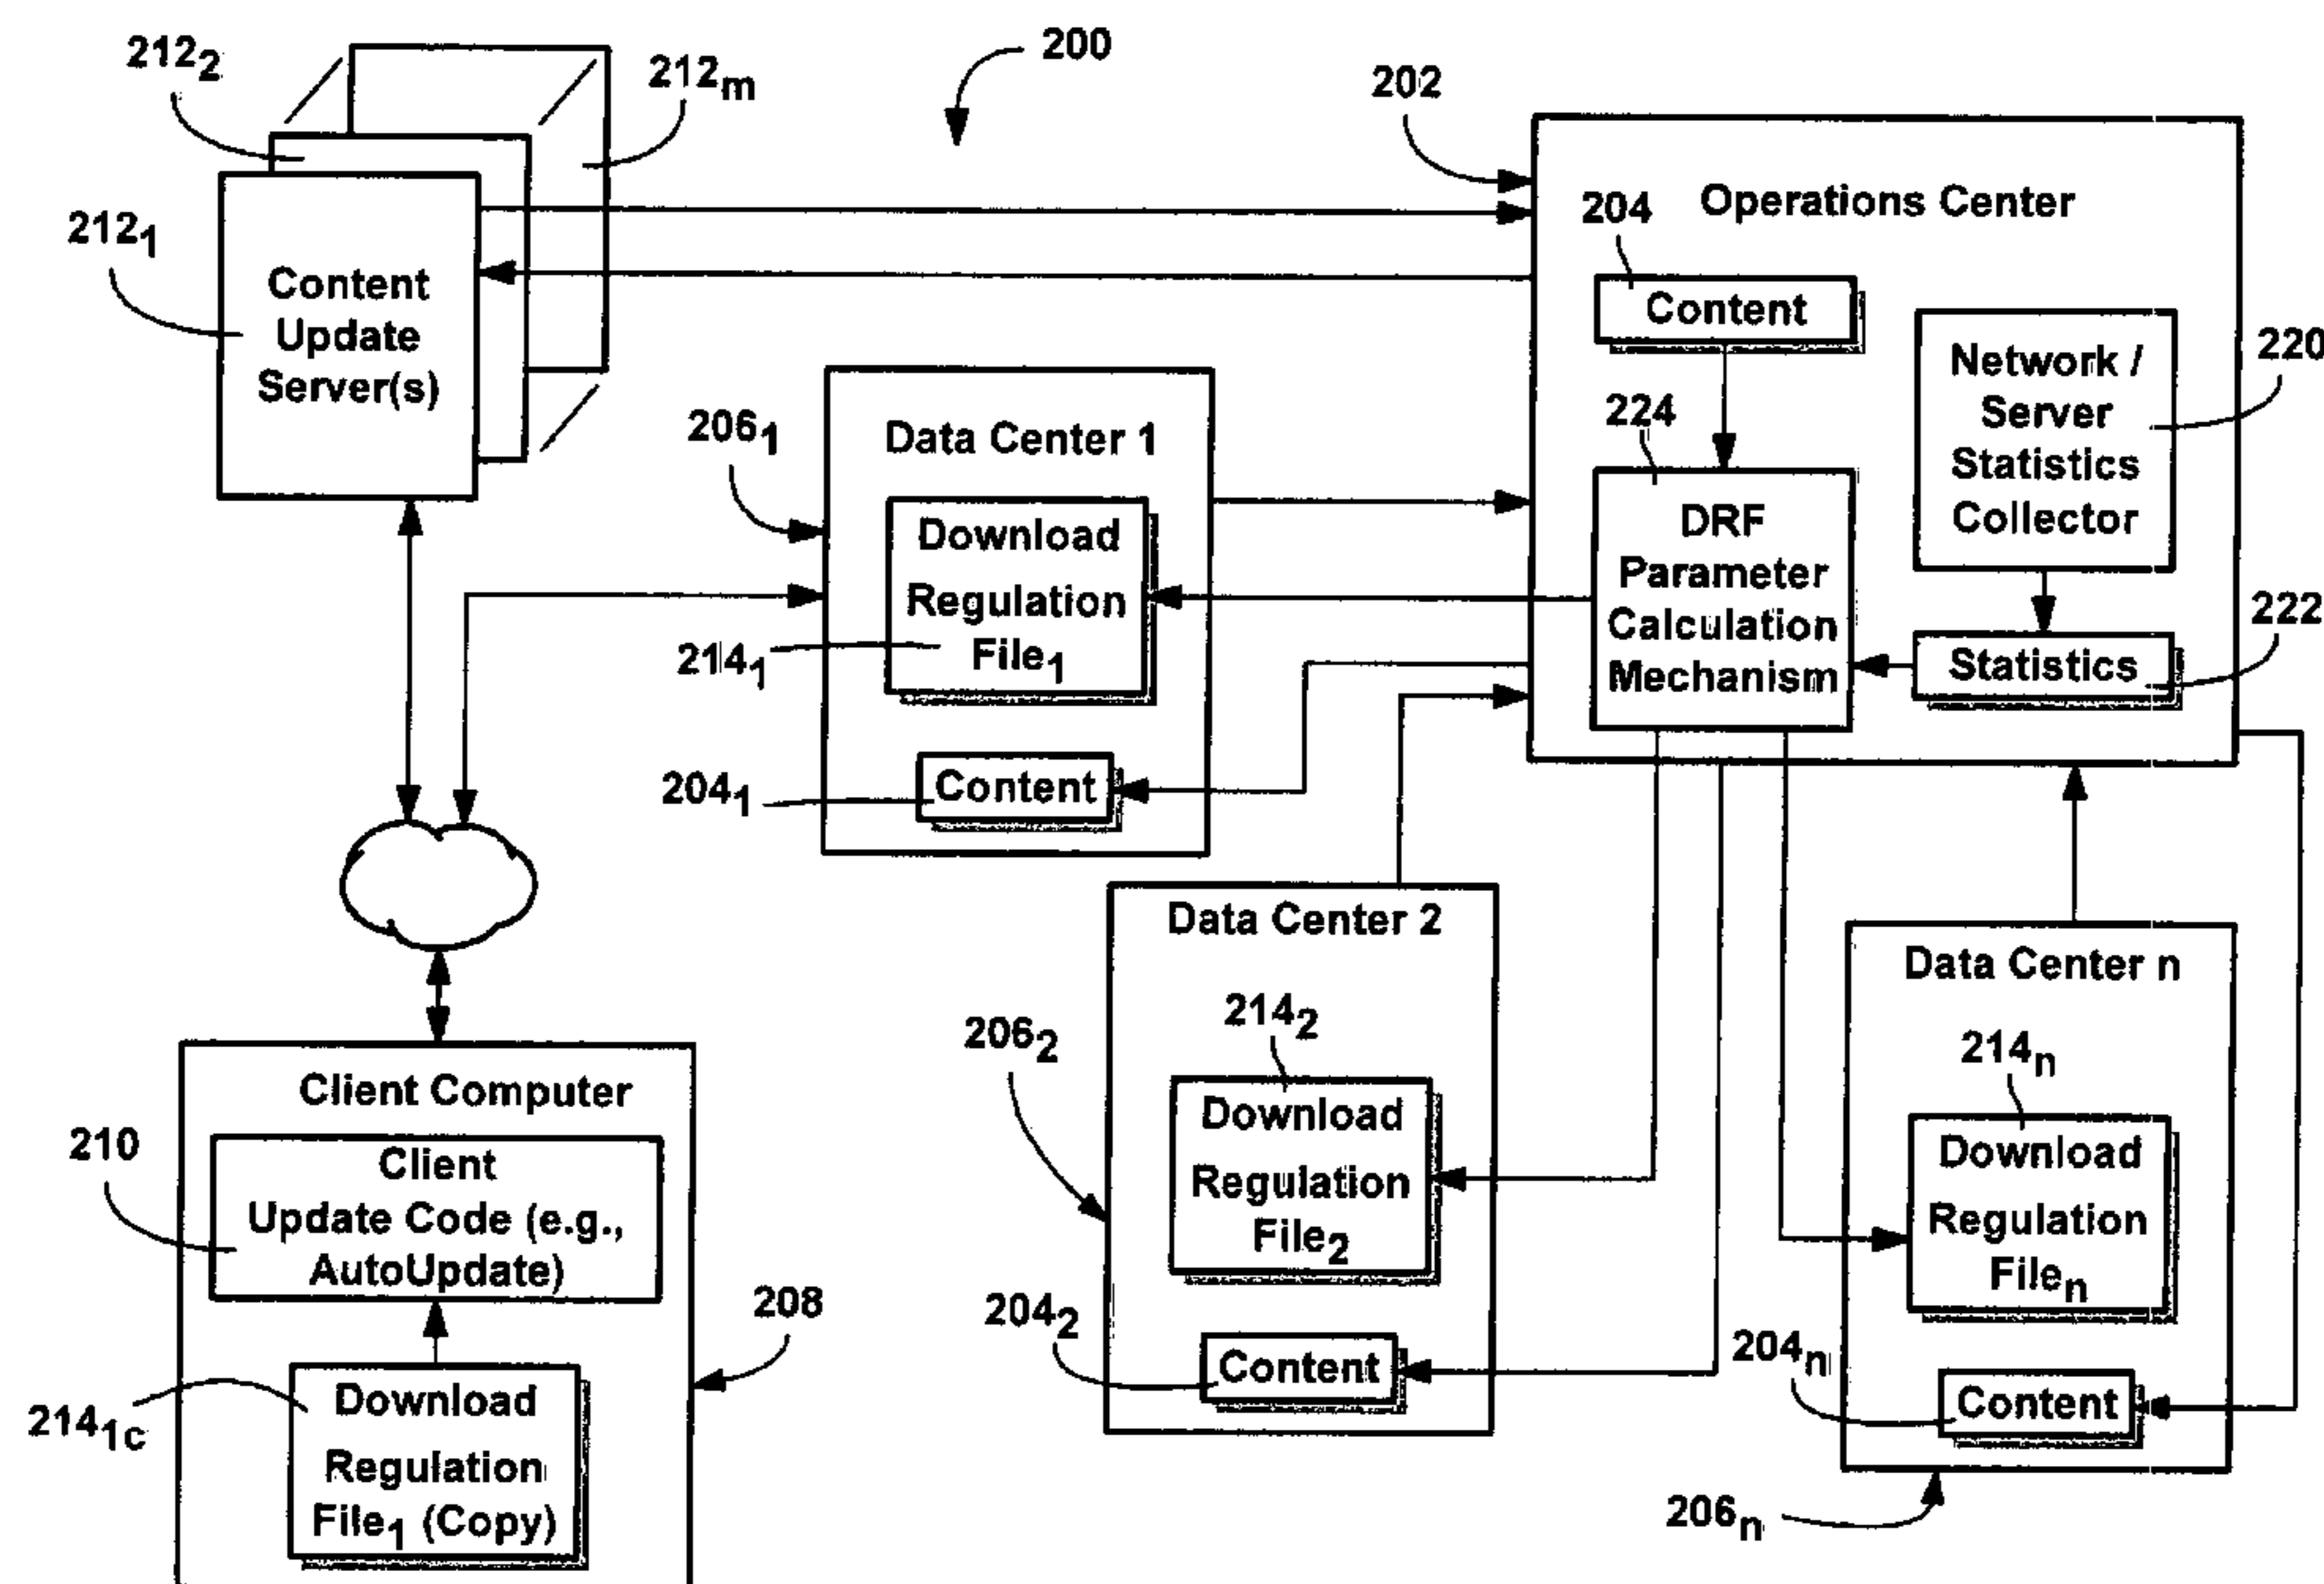 200
212₂
212ₘ
212₁
Content
Update
Server(s)
202
Operations Center
204
Content
Network /
Server
Statistics
Collector
220
224
DRF
Parameter
Calculation
Mechanism
222
Statistics
206₁
Data Center 1
Download
Regulation
File₁
214₁
204₁
Content
Data Center 2
206₂
214₂
Download
Regulation
File₂
204₂
Content
Data Center n
214ₙ
Download
Regulation
Fileₙ
204ₙ
Content
206ₙ
Client Computer
210
Client
Update Code (e.g.,
AutoUpdate)
208
214₁c
Download
Regulation
File₁ (Copy)